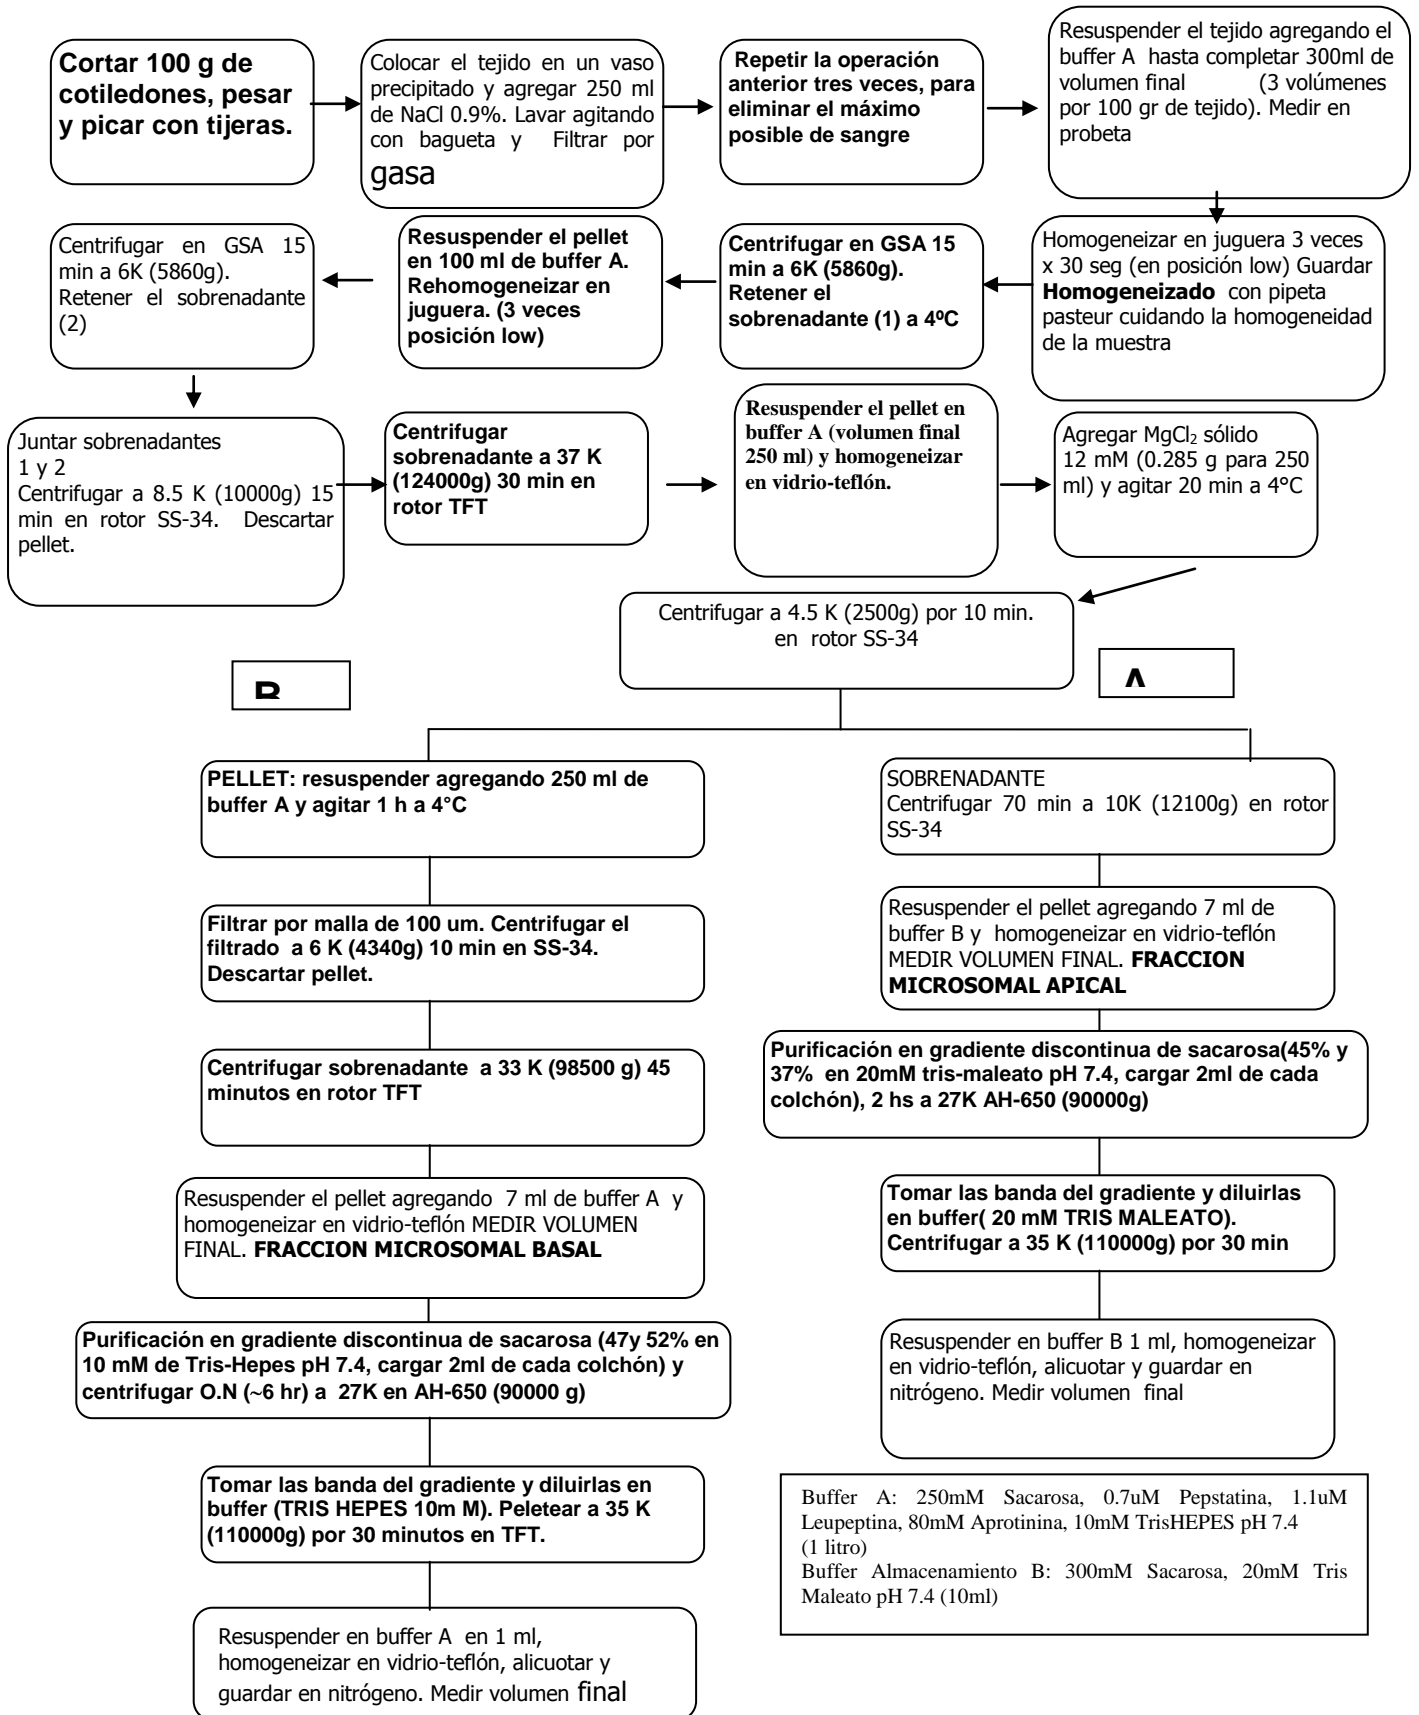 Cortar 100 g de
cotiledones, pesar
y picar con tijeras.
Colocar el tejido en un vaso
precipitado y agregar 250 ml
de NaCl 0.9%. Lavar agitando
con bagueta y Filtrar por
gasa
Repetir la operación
anterior tres veces, para
eliminar el máximo
posible de sangre
Resuspender el tejido agregando el
buffer A hasta completar 300ml de
volumen final (3 volúmenes
por 100 gr de tejido). Medir en
probeta
Homogeneizar en juguera 3 veces
x 30 seg (en posición low) Guardar
Homogeneizado con pipeta
pasteur cuidando la homogeneidad
de la muestra
Centrifugar en GSA 15
min a 6K (5860g).
Retener el
sobrenadante (1) a 4ºC
Resuspender el pellet
en 100 ml de buffer A.
Rehomogeneizar en
juguera. (3 veces
posición low)
Centrifugar en GSA 15
min a 6K (5860g).
Retener el sobrenadante
(2)
Juntar sobrenadantes
1 y 2
Centrifugar a 8.5 K (10000g) 15
min en rotor SS-34. Descartar
pellet.
Centrifugar
sobrenadante a 37 K
(124000g) 30 min en
rotor TFT
Resuspender el pellet en
buffer A (volumen final
250 ml) y homogeneizar
en vidrio-teflón.
Agregar MgCl₂ sólido
12 mM (0.285 g para 250
ml) y agitar 20 min a 4°C
Centrifugar a 4.5 K (2500g) por 10 min.
en rotor SS-34
B
A
PELLET: resuspender agregando 250 ml de
buffer A y agitar 1 h a 4°C
Filtrar por malla de 100 um. Centrifugar el
filtrado a 6 K (4340g) 10 min en SS-34.
Descartar pellet.
Centrifugar sobrenadante a 33 K (98500 g) 45
minutos en rotor TFT
Resuspender el pellet agregando 7 ml de buffer A y
homogeneizar en vidrio-teflón MEDIR VOLUMEN
FINAL. FRACCION MICROSOMAL BASAL
Purificación en gradiente discontinua de sacarosa (47y 52% en
10 mM de Tris-Hepes pH 7.4, cargar 2ml de cada colchón) y
centrifugar O.N (~6 hr) a 27K en AH-650 (90000 g)
Tomar las banda del gradiente y diluirlas en
buffer (TRIS HEPES 10m M). Peletear a 35 K
(110000g) por 30 minutos en TFT.
Resuspender en buffer A en 1 ml,
homogeneizar en vidrio-teflón, alicuotar y
guardar en nitrógeno. Medir volumen final
SOBRENADANTE
Centrifugar 70 min a 10K (12100g) en rotor
SS-34
Resuspender el pellet agregando 7 ml de
buffer B y homogeneizar en vidrio-teflón
MEDIR VOLUMEN FINAL. FRACCION
MICROSOMAL APICAL
Purificación en gradiente discontinua de sacarosa(45% y
37% en 20mM tris-maleato pH 7.4, cargar 2ml de cada
colchón), 2 hs a 27K AH-650 (90000g)
Tomar las banda del gradiente y diluirlas
en buffer( 20 mM TRIS MALEATO).
Centrifugar a 35 K (110000g) por 30 min
Resuspender en buffer B 1 ml, homogeneizar
en vidrio-teflón, alicuotar y guardar en
nitrógeno. Medir volumen final
Buffer A: 250mM Sacarosa, 0.7uM Pepstatina, 1.1uM
Leupeptina, 80mM Aprotinina, 10mM TrisHEPES pH 7.4
(1 litro)
Buffer Almacenamiento B: 300mM Sacarosa, 20mM Tris
Maleato pH 7.4 (10ml)